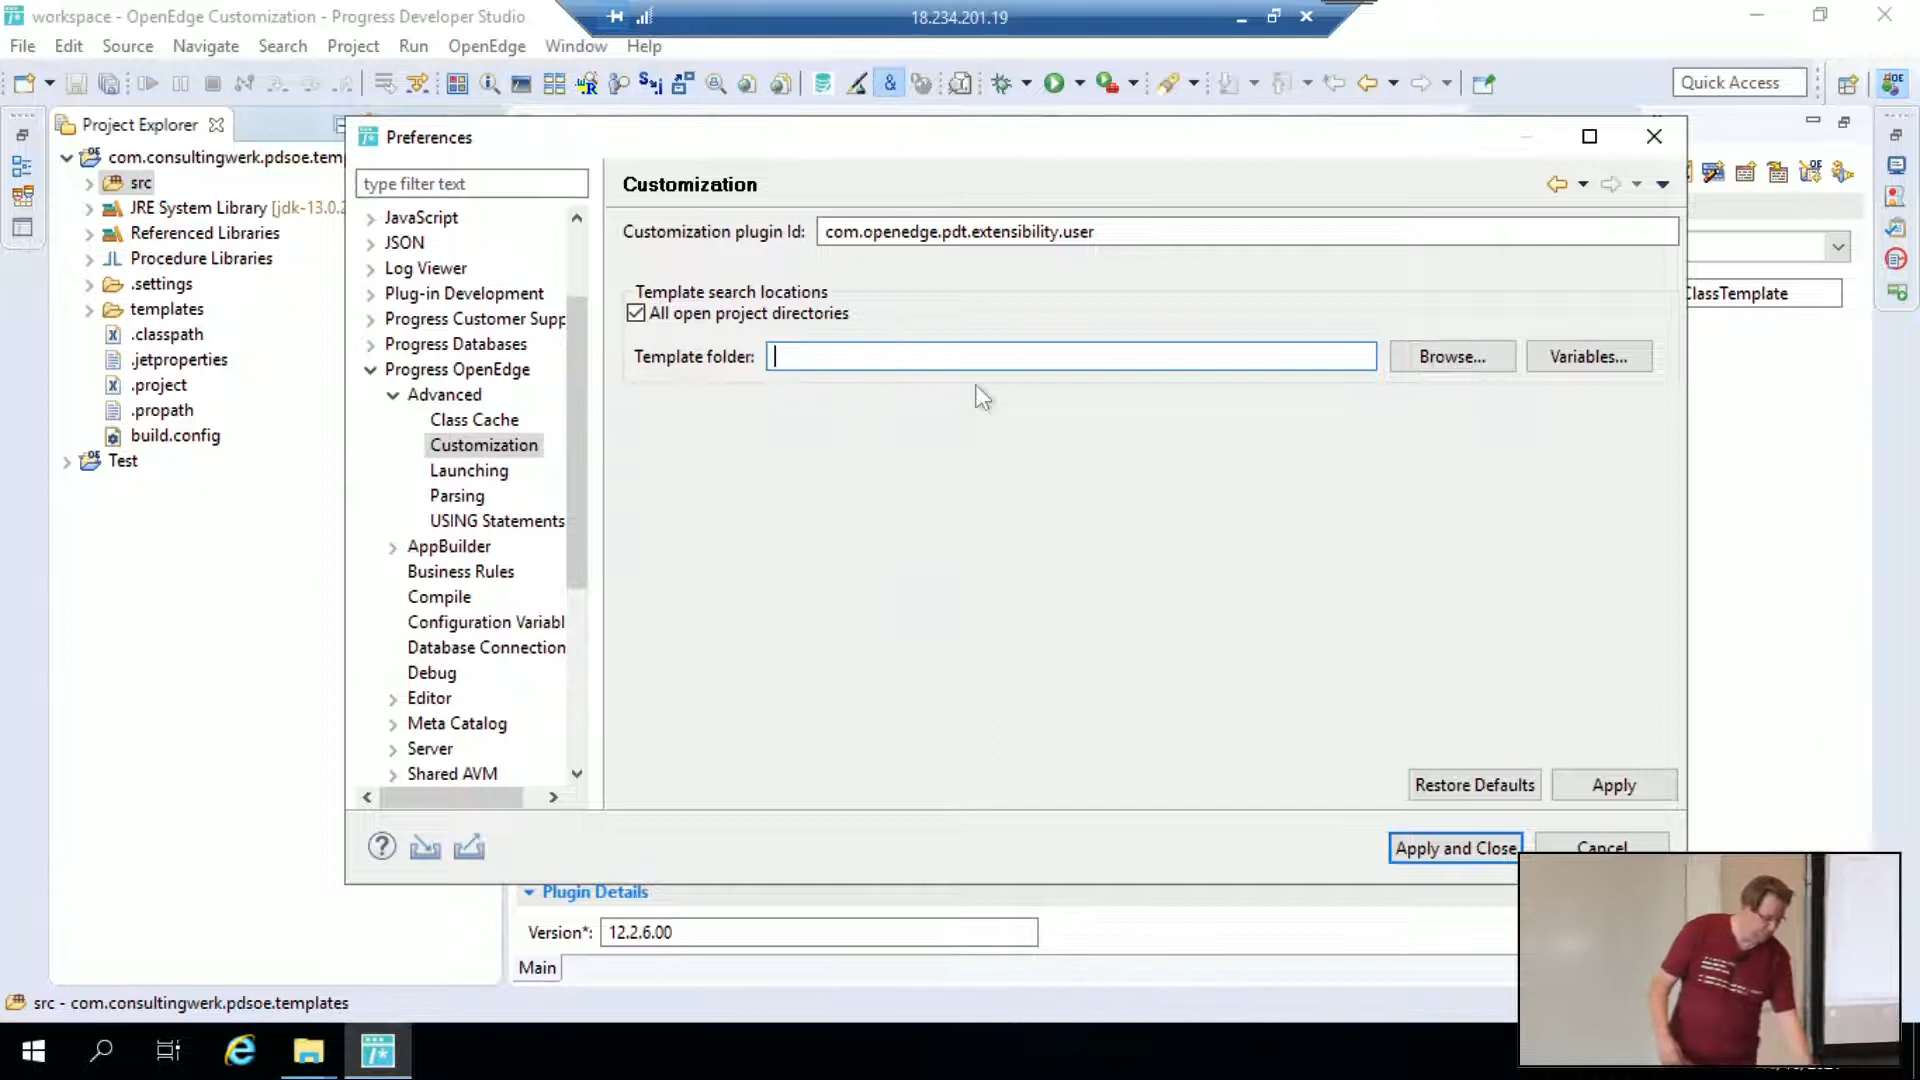 workspace - OpenEdge Customization - Progress Developer Studio
18.234.201.19
File Edit Source Navigate Search Project Run OpenEdge Window Help
Quick Access
Project Explorer
com.consultingwerk.pdsoe.temp
src
JRE System Library [jdk-13.0.2
Referenced Libraries
Procedure Libraries
.settings
templates
.classpath
.jetproperties
.project
.propath
build.config
Test
Preferences
type filter text
JavaScript
JSON
Log Viewer
Plug-in Development
Progress Customer Supp
Progress Databases
Progress OpenEdge
Advanced
Class Cache
Customization
Launching
Parsing
USING Statements
AppBuilder
Business Rules
Compile
Configuration Variabl
Database Connection
Debug
Editor
Meta Catalog
Server
Shared AVM
Customization
Customization plugin Id: com.openedge.pdt.extensibility.user
Template search locations
All open project directories
Template folder: Browse... Variables...
Restore Defaults Apply
Apply and Close Cancel
ClassTemplate
Plugin Details
Version*: 12.2.6.00
Main
src - com.consultingwerk.pdsoe.templates